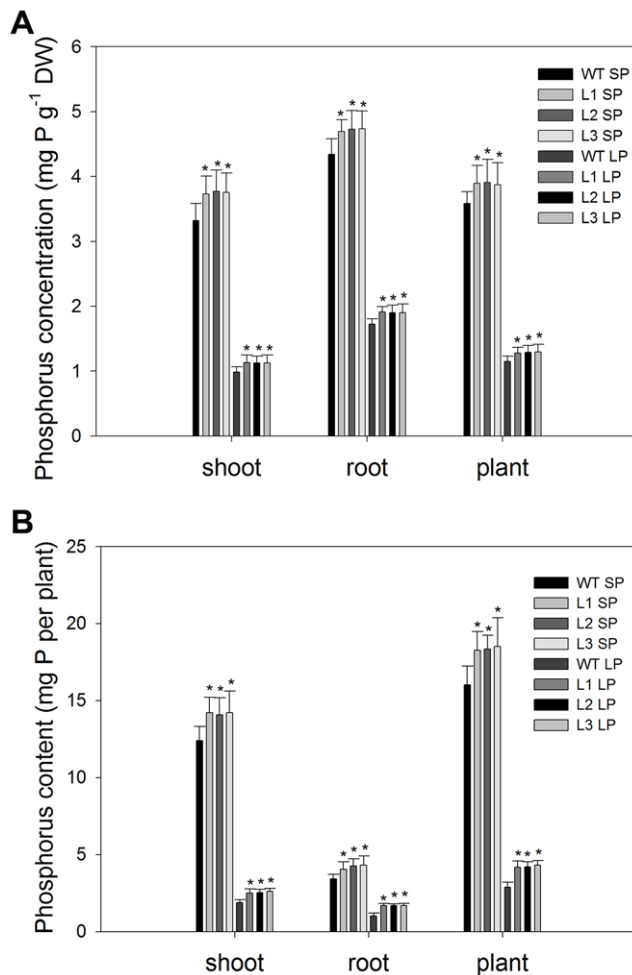 A
Phosphorus concentration (mg P g⁻¹ DW)
6
5
4
3
2
1
0
* * *
* * *
* * *
* * *
* * *
* * *
WT SP
L1 SP
L2 SP
L3 SP
WT LP
L1 LP
L2 LP
L3 LP
shoot root plant
B
Phosphorus content (mg P per plant)
25
20
15
10
5
0
* * *
* * *
* * *
* * *
* * *
* * *
WT SP
L1 SP
L2 SP
L3 SP
WT LP
L1 LP
L2 LP
L3 LP
shoot root plant